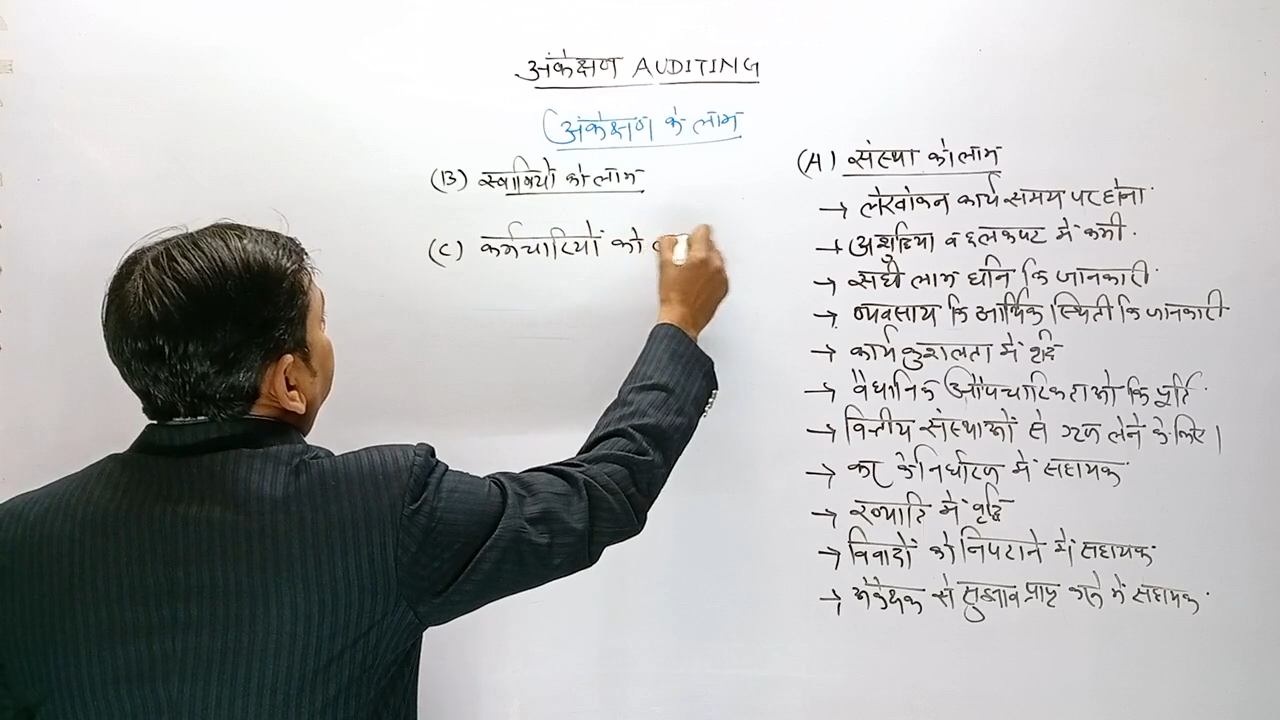 अंकेक्षण AUDITING
अंकेक्षण के लाभ
(A) संस्था को लाभ
→ लेखांकन कार्य समय पर होना
→ अशुद्धिया व छलकपट में कमी.
→ सही लाभ हानि कि जानकारी.
→ व्यवसाय कि आर्थिक स्थिती कि जानकारी
→ कार्य कुशलता में वृद्धि
→ वैधानिक औपचारिकताओ कि पूर्ति.
→ वित्तीय संस्थाओं से ऋण लेने के लिए।
→ कर के निर्धारण में सहायक
→ ख्याति में वृद्धि
→ विवादों को निपटाने में सहायक
→ अंकेक्षक से सुझाव प्राप्त करने में सहायक.
(B) स्वामियों को लाभ
(C) कर्मचारियों को